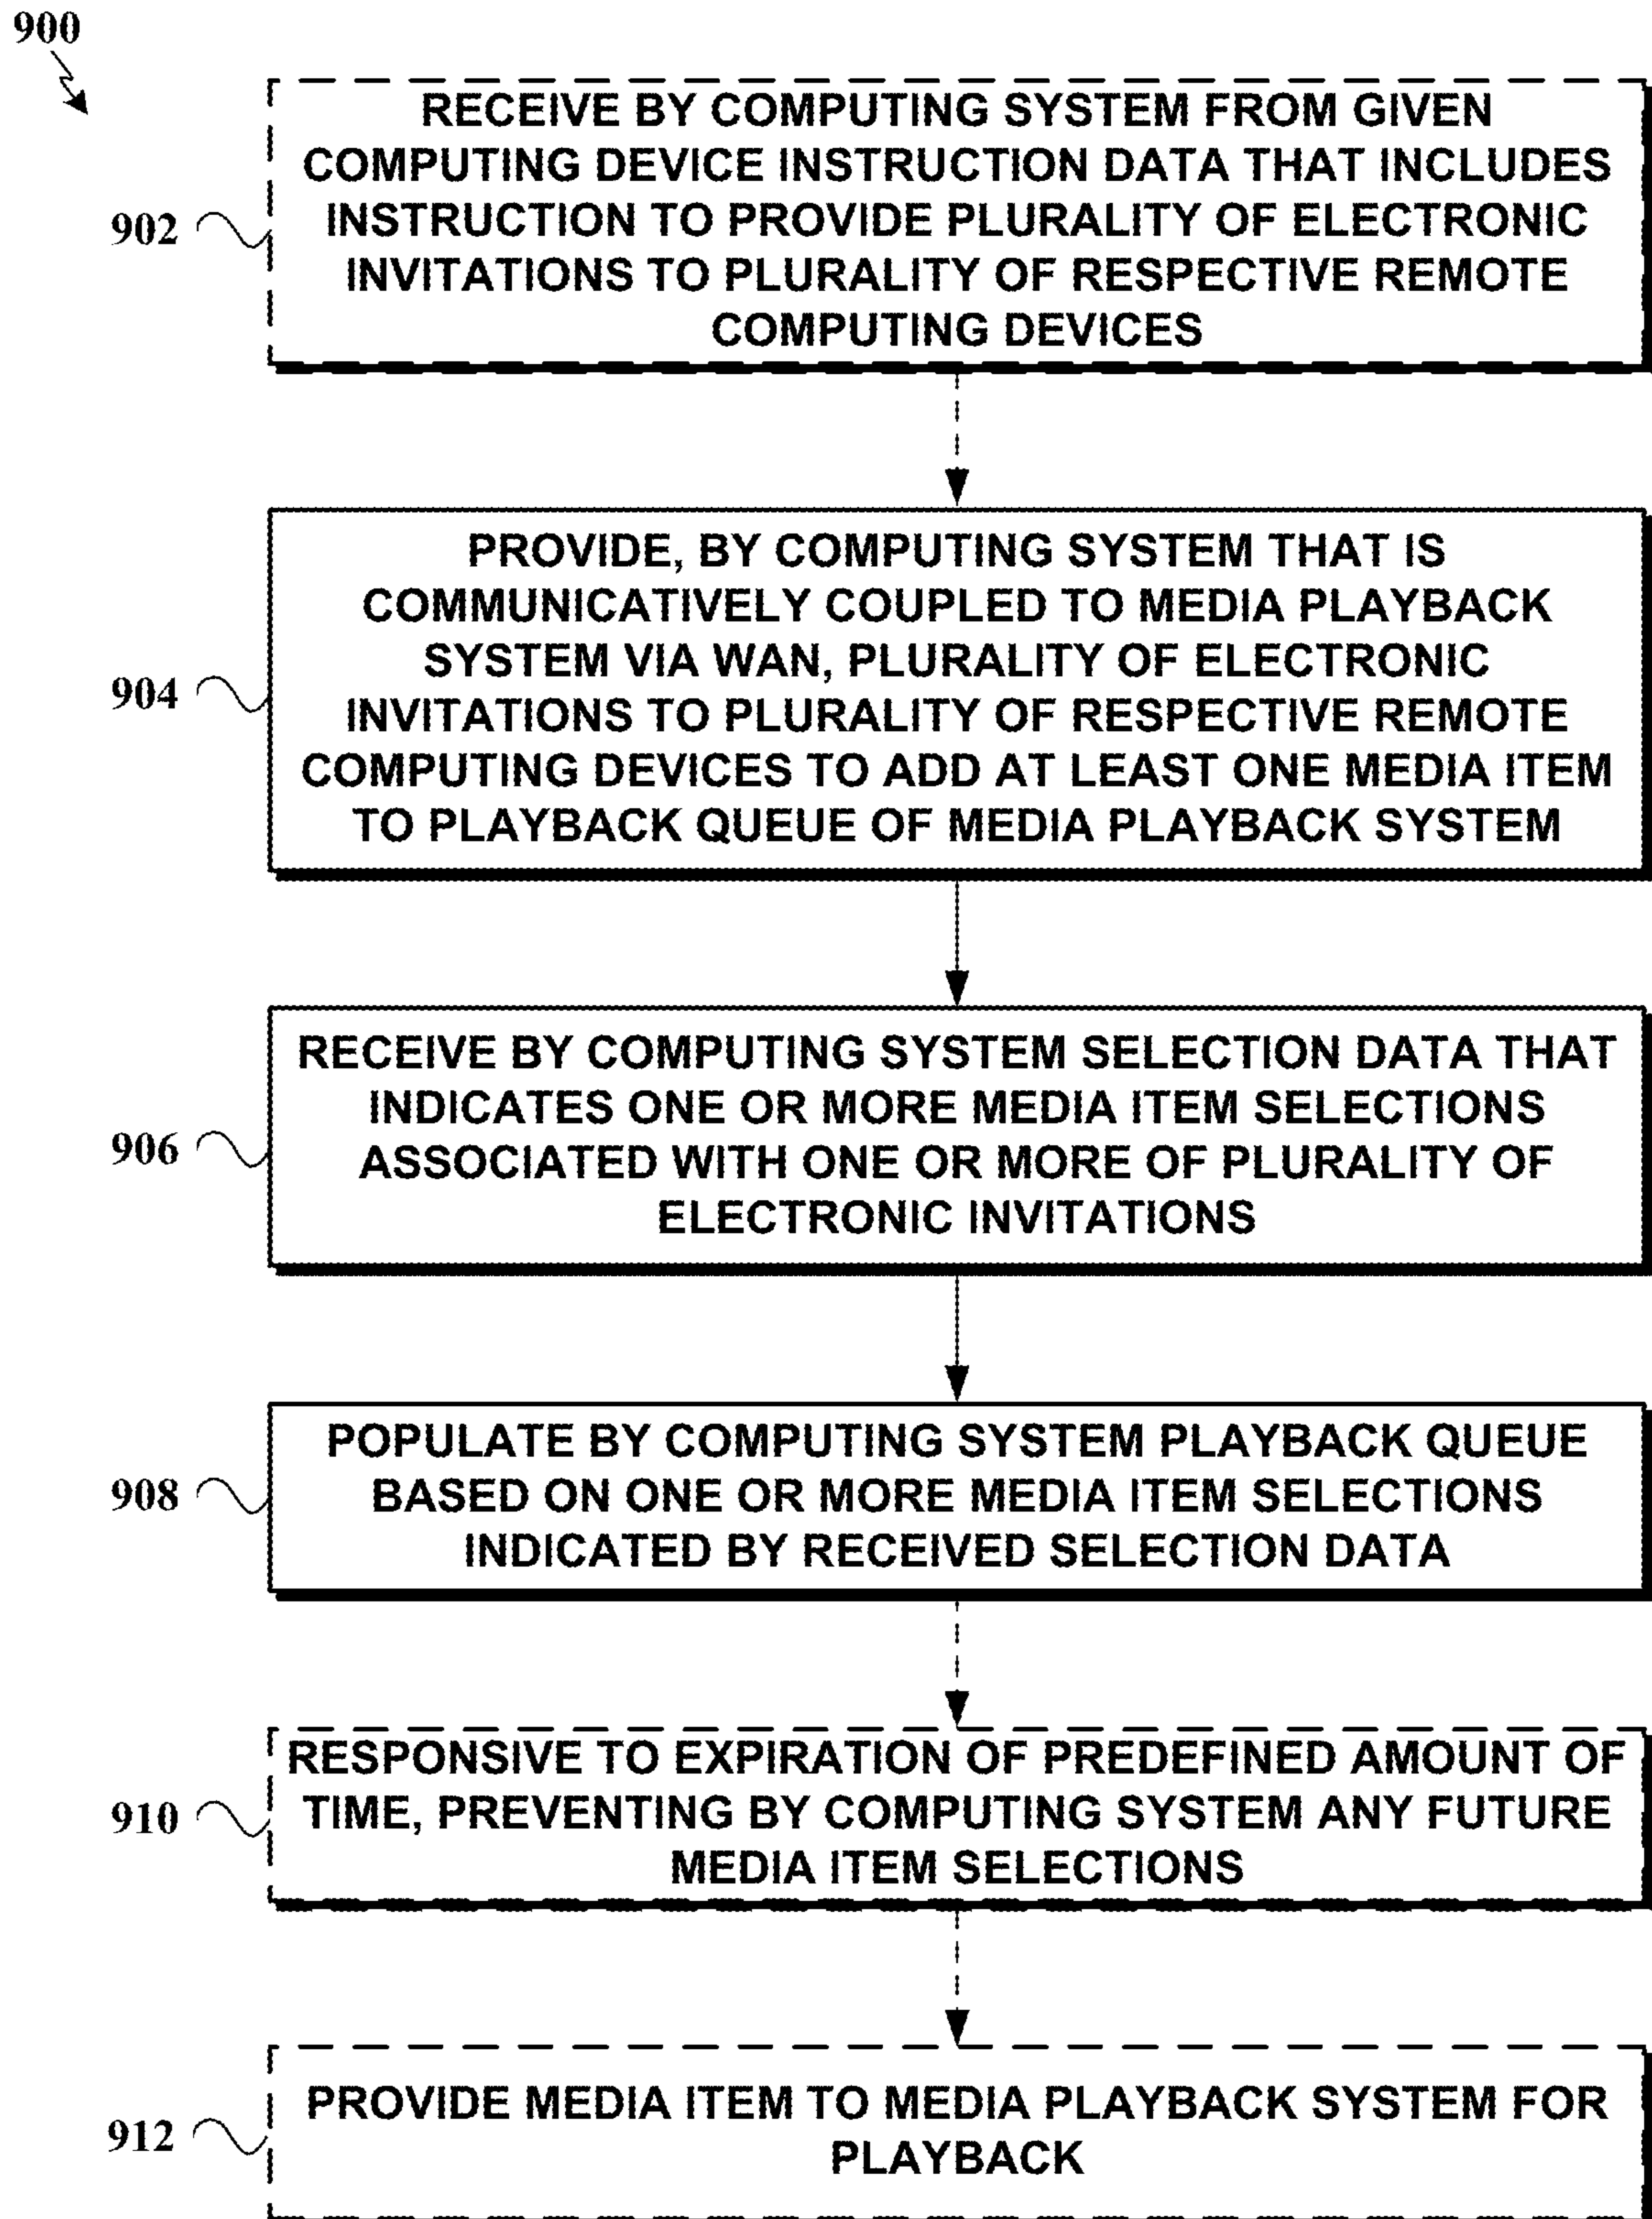 900
RECEIVE BY COMPUTING SYSTEM FROM GIVEN
COMPUTING DEVICE INSTRUCTION DATA THAT INCLUDES
INSTRUCTION TO PROVIDE PLURALITY OF ELECTRONIC
INVITATIONS TO PLURALITY OF RESPECTIVE REMOTE
COMPUTING DEVICES
902
PROVIDE, BY COMPUTING SYSTEM THAT IS
COMMUNICATIVELY COUPLED TO MEDIA PLAYBACK
SYSTEM VIA WAN, PLURALITY OF ELECTRONIC
INVITATIONS TO PLURALITY OF RESPECTIVE REMOTE
COMPUTING DEVICES TO ADD AT LEAST ONE MEDIA ITEM
TO PLAYBACK QUEUE OF MEDIA PLAYBACK SYSTEM
904
RECEIVE BY COMPUTING SYSTEM SELECTION DATA THAT
INDICATES ONE OR MORE MEDIA ITEM SELECTIONS
ASSOCIATED WITH ONE OR MORE OF PLURALITY OF
ELECTRONIC INVITATIONS
906
POPULATE BY COMPUTING SYSTEM PLAYBACK QUEUE
BASED ON ONE OR MORE MEDIA ITEM SELECTIONS
INDICATED BY RECEIVED SELECTION DATA
908
RESPONSIVE TO EXPIRATION OF PREDEFINED AMOUNT OF
TIME, PREVENTING BY COMPUTING SYSTEM ANY FUTURE
MEDIA ITEM SELECTIONS
910
PROVIDE MEDIA ITEM TO MEDIA PLAYBACK SYSTEM FOR
PLAYBACK
912